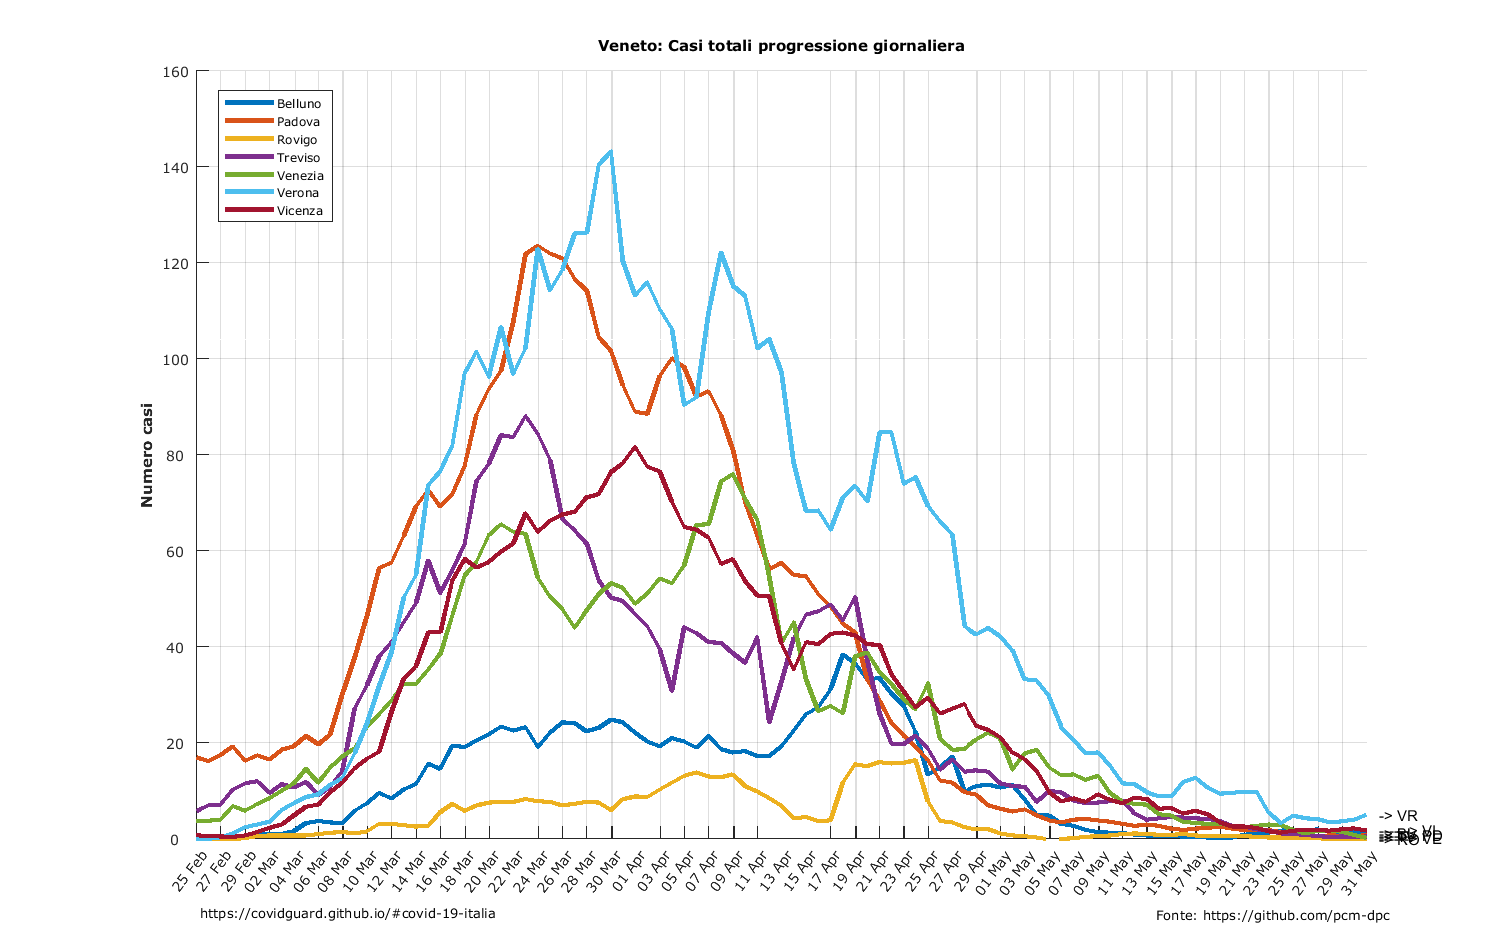 Veneto: Casi totali progressione giornaliera
160
140
120
100
80
60
40
20
0
Numero casi
Belluno
Padova
Rovigo
Treviso
Venezia
Verona
Vicenza
-> VR
25 Feb
27 Feb
29 Feb
02 Mar
04 Mar
06 Mar
08 Mar
10 Mar
12 Mar
14 Mar
16 Mar
18 Mar
20 Mar
22 Mar
24 Mar
26 Mar
28 Mar
30 Mar
01 Apr
03 Apr
05 Apr
07 Apr
09 Apr
11 Apr
13 Apr
15 Apr
17 Apr
19 Apr
21 Apr
23 Apr
25 Apr
27 Apr
29 Apr
01 May
03 May
05 May
07 May
09 May
11 May
13 May
15 May
17 May
19 May
21 May
23 May
25 May
27 May
29 May
31 May
https://covidguard.github.io/#covid-19-italia
Fonte: https://github.com/pcm-dpc